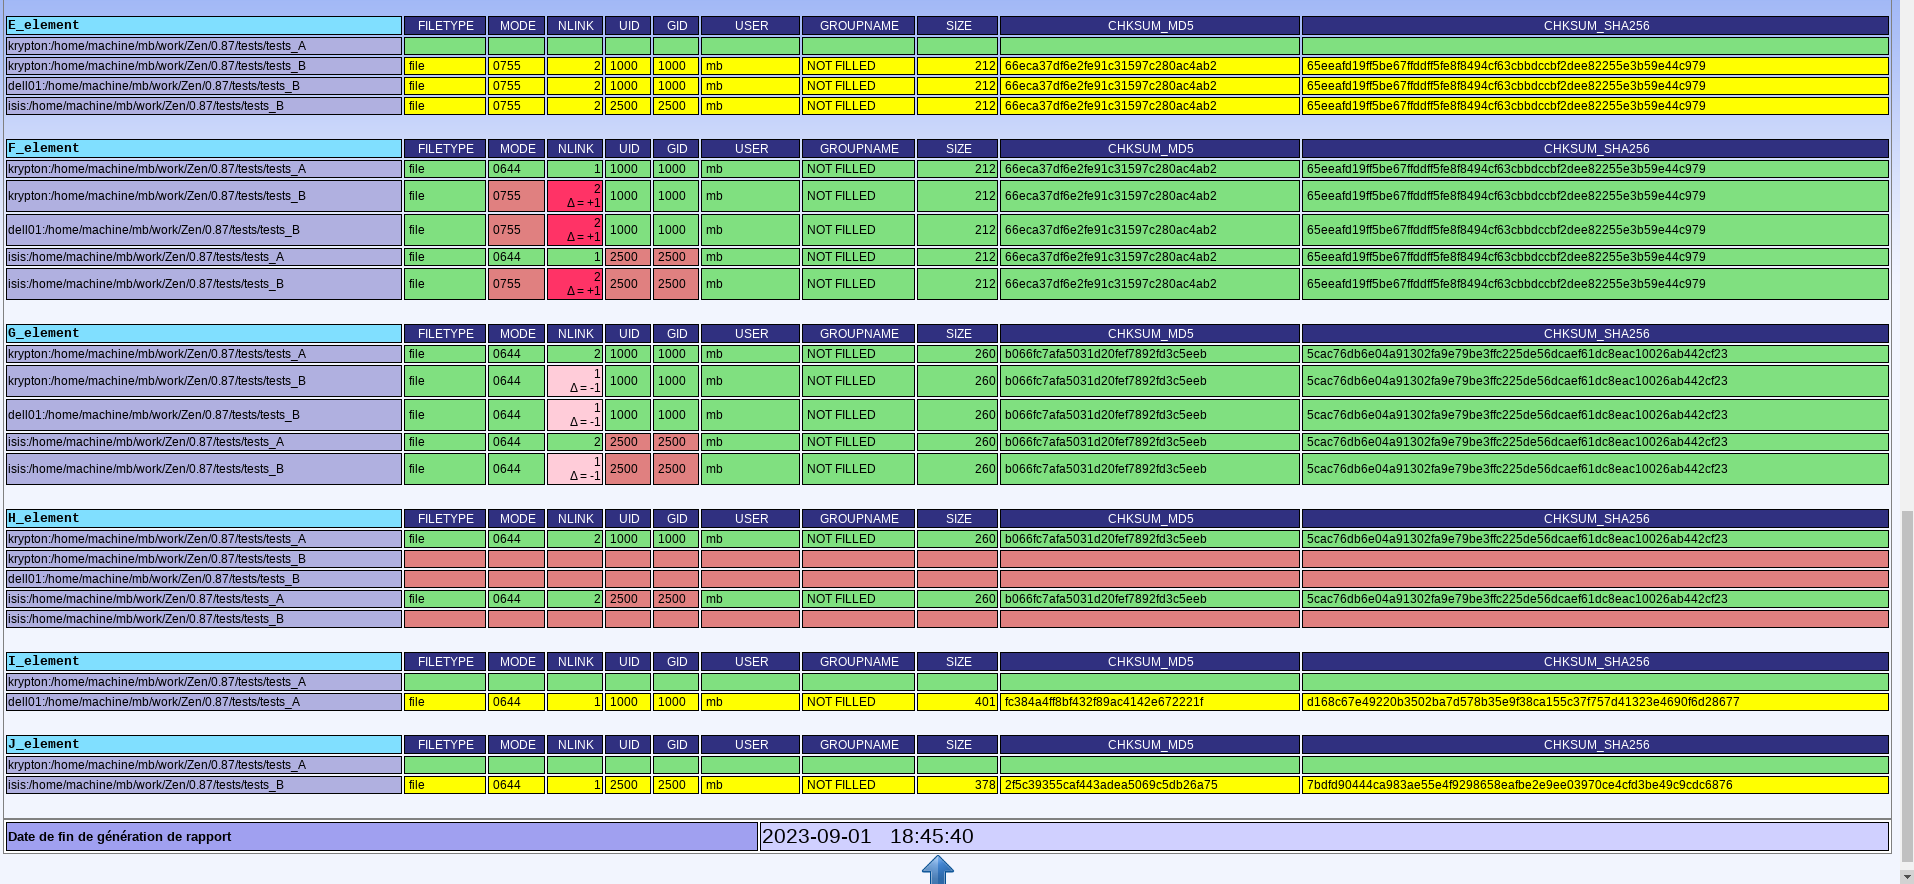 E_element FILETYPE MODE NLINK UID GID USER GROUPNAME SIZE CHKSUM_MD5 CHKSUM_SHA256
krypton:/home/machine/mb/work/Zen/0.87/tests/tests_A
krypton:/home/machine/mb/work/Zen/0.87/tests/tests_B file 0755 2 1000 1000 mb NOT FILLED 212 66eca37df6e2fe91c31597c280ac4ab2 65eeafd19ff5be67ffddff5fe8f8494cf63cbbdccbf2dee82255e3b59e44c979
dell01:/home/machine/mb/work/Zen/0.87/tests/tests_B file 0755 2 1000 1000 mb NOT FILLED 212 66eca37df6e2fe91c31597c280ac4ab2 65eeafd19ff5be67ffddff5fe8f8494cf63cbbdccbf2dee82255e3b59e44c979
isis:/home/machine/mb/work/Zen/0.87/tests/tests_B file 0755 2 2500 2500 mb NOT FILLED 212 66eca37df6e2fe91c31597c280ac4ab2 65eeafd19ff5be67ffddff5fe8f8494cf63cbbdccbf2dee82255e3b59e44c979
F_element FILETYPE MODE NLINK UID GID USER GROUPNAME SIZE CHKSUM_MD5 CHKSUM_SHA256
krypton:/home/machine/mb/work/Zen/0.87/tests/tests_A file 0644 1 1000 1000 mb NOT FILLED 212 66eca37df6e2fe91c31597c280ac4ab2 65eeafd19ff5be67ffddff5fe8f8494cf63cbbdccbf2dee82255e3b59e44c979
krypton:/home/machine/mb/work/Zen/0.87/tests/tests_B file 0755 2 Δ = +1 1000 1000 mb NOT FILLED 212 66eca37df6e2fe91c31597c280ac4ab2 65eeafd19ff5be67ffddff5fe8f8494cf63cbbdccbf2dee82255e3b59e44c979
dell01:/home/machine/mb/work/Zen/0.87/tests/tests_B file 0755 2 Δ = +1 1000 1000 mb NOT FILLED 212 66eca37df6e2fe91c31597c280ac4ab2 65eeafd19ff5be67ffddff5fe8f8494cf63cbbdccbf2dee82255e3b59e44c979
isis:/home/machine/mb/work/Zen/0.87/tests/tests_A file 0644 1 2500 2500 mb NOT FILLED 212 66eca37df6e2fe91c31597c280ac4ab2 65eeafd19ff5be67ffddff5fe8f8494cf63cbbdccbf2dee82255e3b59e44c979
isis:/home/machine/mb/work/Zen/0.87/tests/tests_B file 0755 2 Δ = +1 2500 2500 mb NOT FILLED 212 66eca37df6e2fe91c31597c280ac4ab2 65eeafd19ff5be67ffddff5fe8f8494cf63cbbdccbf2dee82255e3b59e44c979
G_element FILETYPE MODE NLINK UID GID USER GROUPNAME SIZE CHKSUM_MD5 CHKSUM_SHA256
krypton:/home/machine/mb/work/Zen/0.87/tests/tests_A file 0644 2 1000 1000 mb NOT FILLED 260 b066fc7afa5031d20fef7892fd3c5eeb 5cac76db6e04a91302fa9e79be3ffc225de56dcaef61dc8eac10026ab442cf23
krypton:/home/machine/mb/work/Zen/0.87/tests/tests_B file 0644 1 Δ = -1 1000 1000 mb NOT FILLED 260 b066fc7afa5031d20fef7892fd3c5eeb 5cac76db6e04a91302fa9e79be3ffc225de56dcaef61dc8eac10026ab442cf23
dell01:/home/machine/mb/work/Zen/0.87/tests/tests_B file 0644 1 Δ = -1 1000 1000 mb NOT FILLED 260 b066fc7afa5031d20fef7892fd3c5eeb 5cac76db6e04a91302fa9e79be3ffc225de56dcaef61dc8eac10026ab442cf23
isis:/home/machine/mb/work/Zen/0.87/tests/tests_A file 0644 2 2500 2500 mb NOT FILLED 260 b066fc7afa5031d20fef7892fd3c5eeb 5cac76db6e04a91302fa9e79be3ffc225de56dcaef61dc8eac10026ab442cf23
isis:/home/machine/mb/work/Zen/0.87/tests/tests_B file 0644 1 Δ = -1 2500 2500 mb NOT FILLED 260 b066fc7afa5031d20fef7892fd3c5eeb 5cac76db6e04a91302fa9e79be3ffc225de56dcaef61dc8eac10026ab442cf23
H_element FILETYPE MODE NLINK UID GID USER GROUPNAME SIZE CHKSUM_MD5 CHKSUM_SHA256
krypton:/home/machine/mb/work/Zen/0.87/tests/tests_A file 0644 2 1000 1000 mb NOT FILLED 260 b066fc7afa5031d20fef7892fd3c5eeb 5cac76db6e04a91302fa9e79be3ffc225de56dcaef61dc8eac10026ab442cf23
krypton:/home/machine/mb/work/Zen/0.87/tests/tests_B
dell01:/home/machine/mb/work/Zen/0.87/tests/tests_B
isis:/home/machine/mb/work/Zen/0.87/tests/tests_A file 0644 2 2500 2500 mb NOT FILLED 260 b066fc7afa5031d20fef7892fd3c5eeb 5cac76db6e04a91302fa9e79be3ffc225de56dcaef61dc8eac10026ab442cf23
isis:/home/machine/mb/work/Zen/0.87/tests/tests_B
I_element FILETYPE MODE NLINK UID GID USER GROUPNAME SIZE CHKSUM_MD5 CHKSUM_SHA256
krypton:/home/machine/mb/work/Zen/0.87/tests/tests_A
dell01:/home/machine/mb/work/Zen/0.87/tests/tests_A file 0644 1 1000 1000 mb NOT FILLED 401 fc384a4ff8bf432f89ac4142e672221f d168c67e49220b3502ba7d578b35e9f38ca155c37f757d41323e4690f6d28677
J_element FILETYPE MODE NLINK UID GID USER GROUPNAME SIZE CHKSUM_MD5 CHKSUM_SHA256
krypton:/home/machine/mb/work/Zen/0.87/tests/tests_A
isis:/home/machine/mb/work/Zen/0.87/tests/tests_B file 0644 1 2500 2500 mb NOT FILLED 378 2f5c39355caf443adea5069c5db26a75 7bdfd90444ca983ae55e4f9298658eafbe2e9ee03970ce4cfd3be49c9cdc6876
Date de fin de génération de rapport 2023-09-01 18:45:40